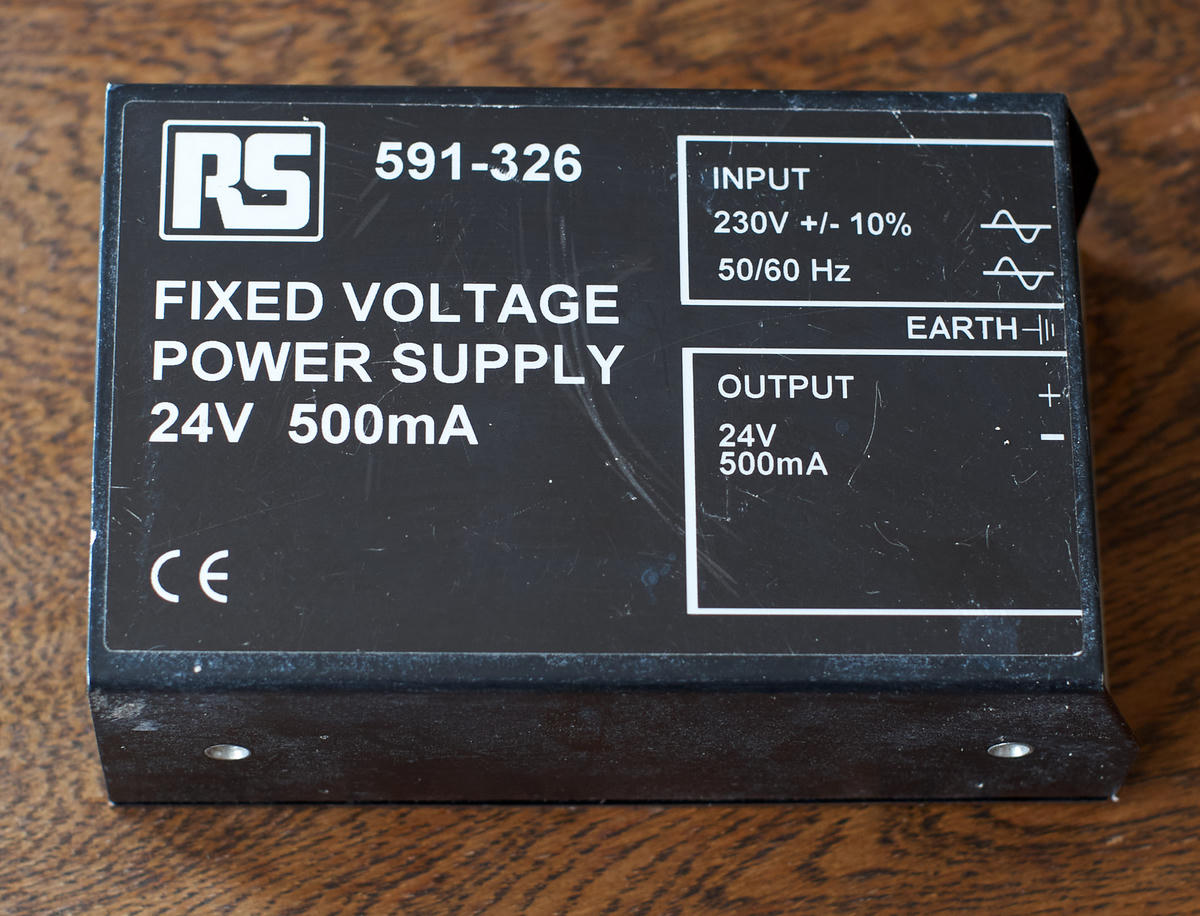 RS
591-326
FIXED VOLTAGE
POWER SUPPLY
24V 500mA
CE
INPUT
230V +/- 10%
50/60 Hz
EARTH
OUTPUT
+
24V
−
500mA